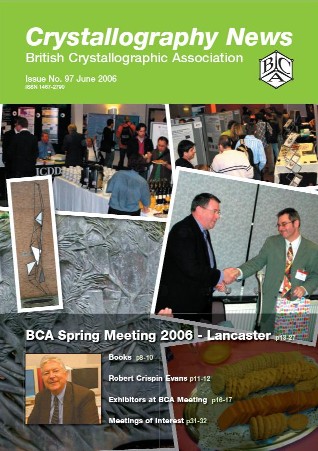 Crystallography News
British Crystallographic Association
BCA
Issue No. 97 June 2006
ISSN 1467-2790
ICDD
BCA Spring Meeting 2006 - Lancaster p13-27
Books p8-10
Robert Crispin Evans p11-12
Exhibitors at BCA Meeting p16-17
Meetings of Interest p31-32